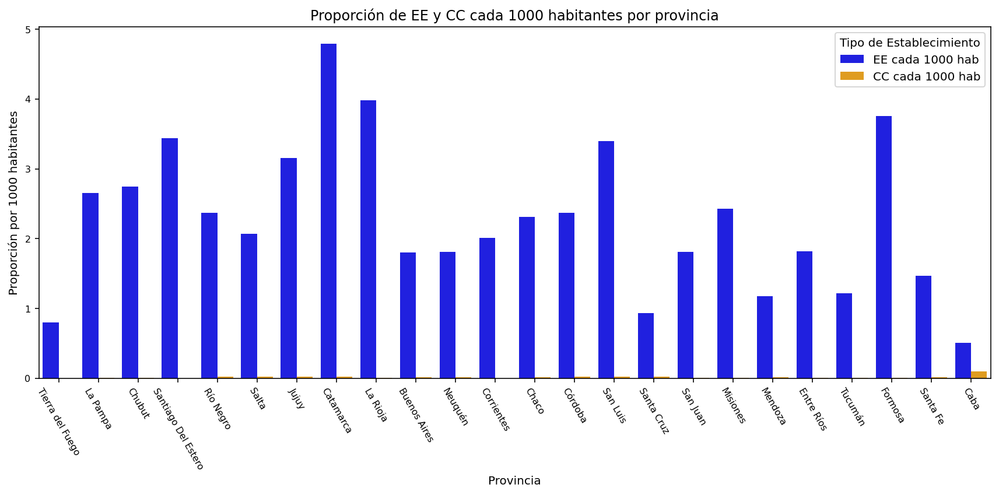 Proporción de EE y CC cada 1000 habitantes por provincia
Tipo de Establecimiento
EE cada 1000 hab
CC cada 1000 hab
Proporción por 1000 habitantes
5
4
3
2
1
0
Tierra del Fuego
La Pampa
Chubut
Santiago Del Estero
Río Negro
Salta
Jujuy
Catamarca
La Rioja
Buenos Aires
Neuquén
Corrientes
Chaco
Córdoba
San Luis
Santa Cruz
San Juan
Misiones
Mendoza
Entre Ríos
Tucumán
Formosa
Santa Fe
Caba
Provincia